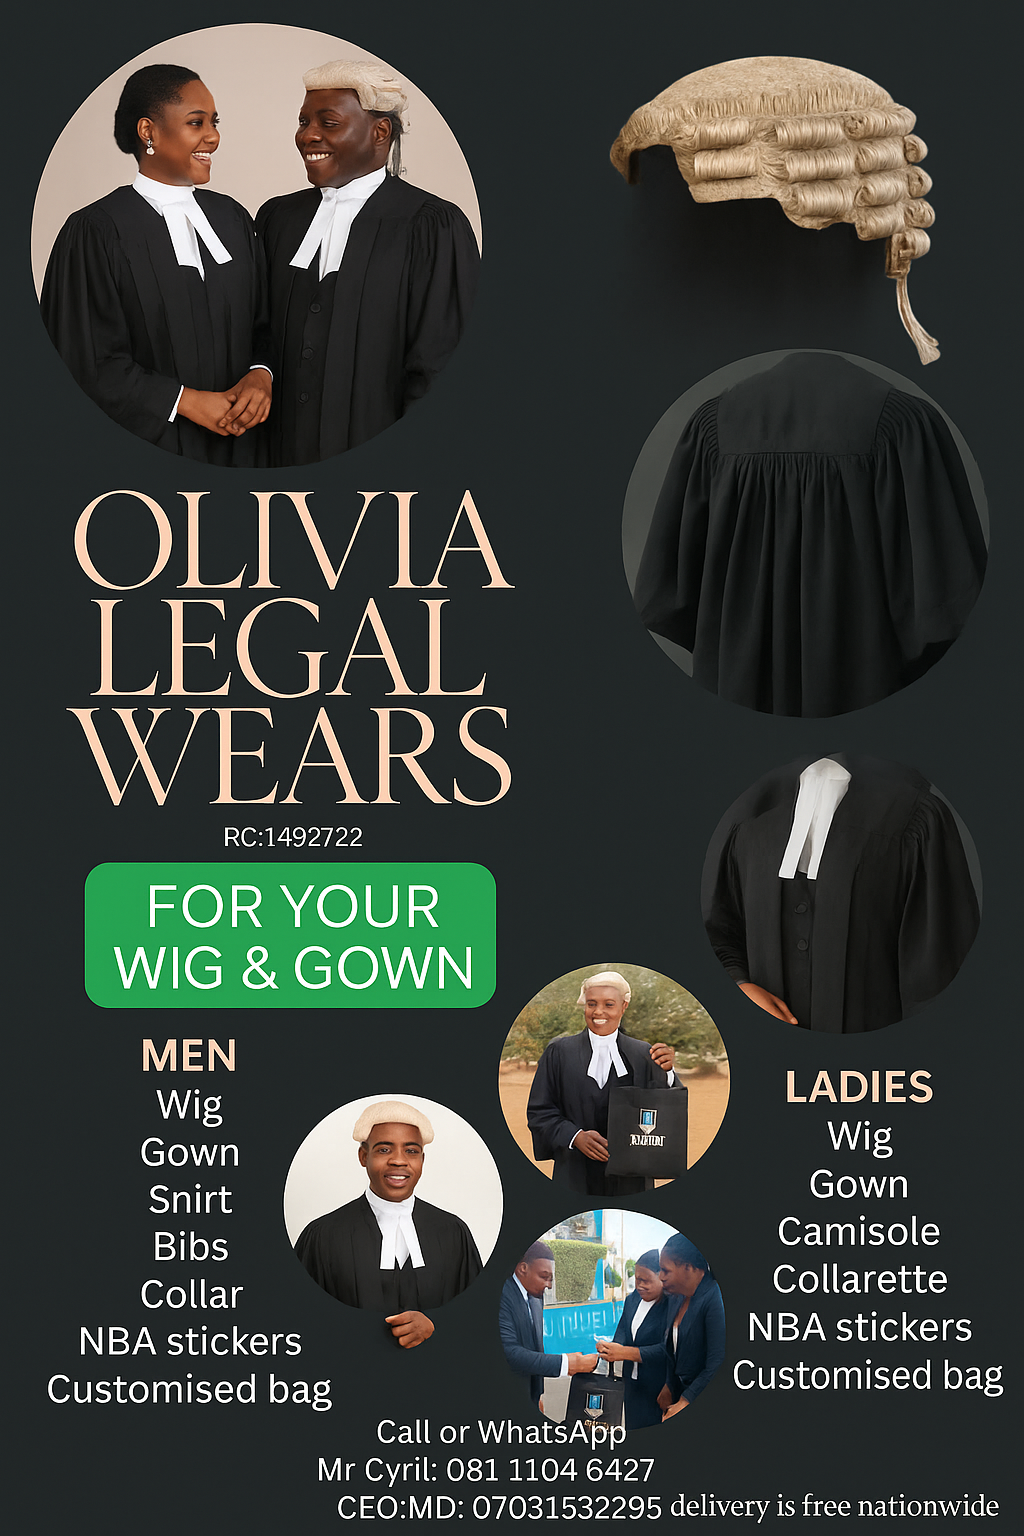 OLIVIA
LEGAL
WEARS
RC:1492722
FOR YOUR
WIG & GOWN
MEN
Wig
Gown
Snirt
Bibs
Collar
NBA stickers
Customised bag
LADIES
Wig
Gown
Camisole
Collarette
NBA stickers
Customised bag
Call or WhatsApp
Mr Cyril: 081 1104 6427
CEO:MD: 07031532295 delivery is free nationwide